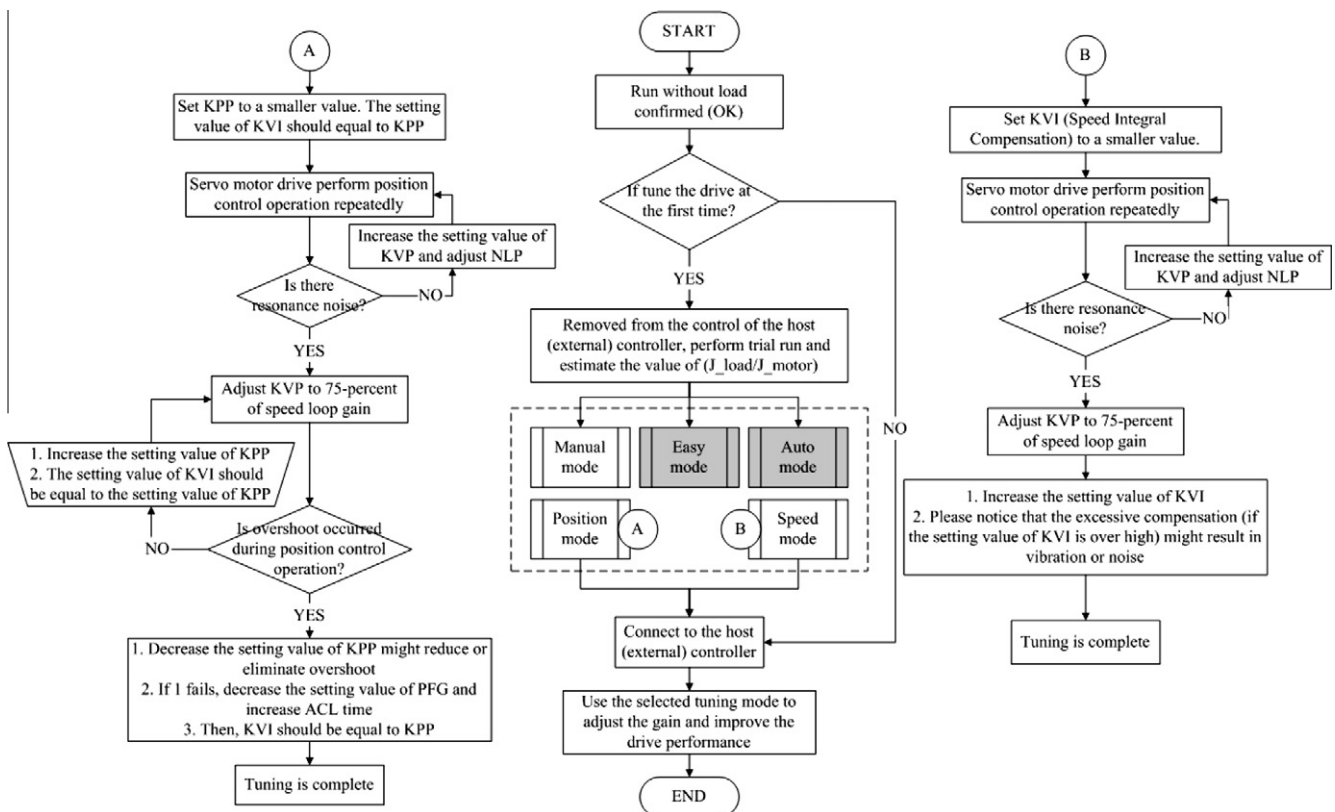 A
Set KPP to a smaller value. The setting
value of KVI should equal to KPP
Servo motor drive perform position
control operation repeatedly
Increase the setting value of
KVP and adjust NLP
Is there
resonance noise?
NO
YES
Adjust KVP to 75-percent
of speed loop gain
1. Increase the setting value of KPP
2. The setting value of KVI should
be equal to the setting value of KPP
Is overshoot occurred
during position control
operation?
NO
YES
1. Decrease the setting value of KPP might reduce or
eliminate overshoot
2. If 1 fails, decrease the setting value of PFG and
increase ACL time
3. Then, KVI should be equal to KPP
Tuning is complete
START
Run without load
confirmed (OK)
If tune the drive at
the first time?
YES
NO
Removed from the control of the host
(external) controller, perform trial run and
estimate the value of (J_load/J_motor)
Manual
mode
Easy
mode
Auto
mode
Position
mode
A
B
Speed
mode
Connect to the host
(external) controller
Use the selected tuning mode to
adjust the gain and improve the
drive performance
END
B
Set KVI (Speed Integral
Compensation) to a smaller value.
Servo motor drive perform position
control operation repeatedly
Increase the setting value of
KVP and adjust NLP
Is there resonance
noise?
NO
YES
Adjust KVP to 75-percent
of speed loop gain
1. Increase the setting value of KVI
2. Please notice that the excessive compensation (if
the setting value of KVI is over high) might result in
vibration or noise
Tuning is complete